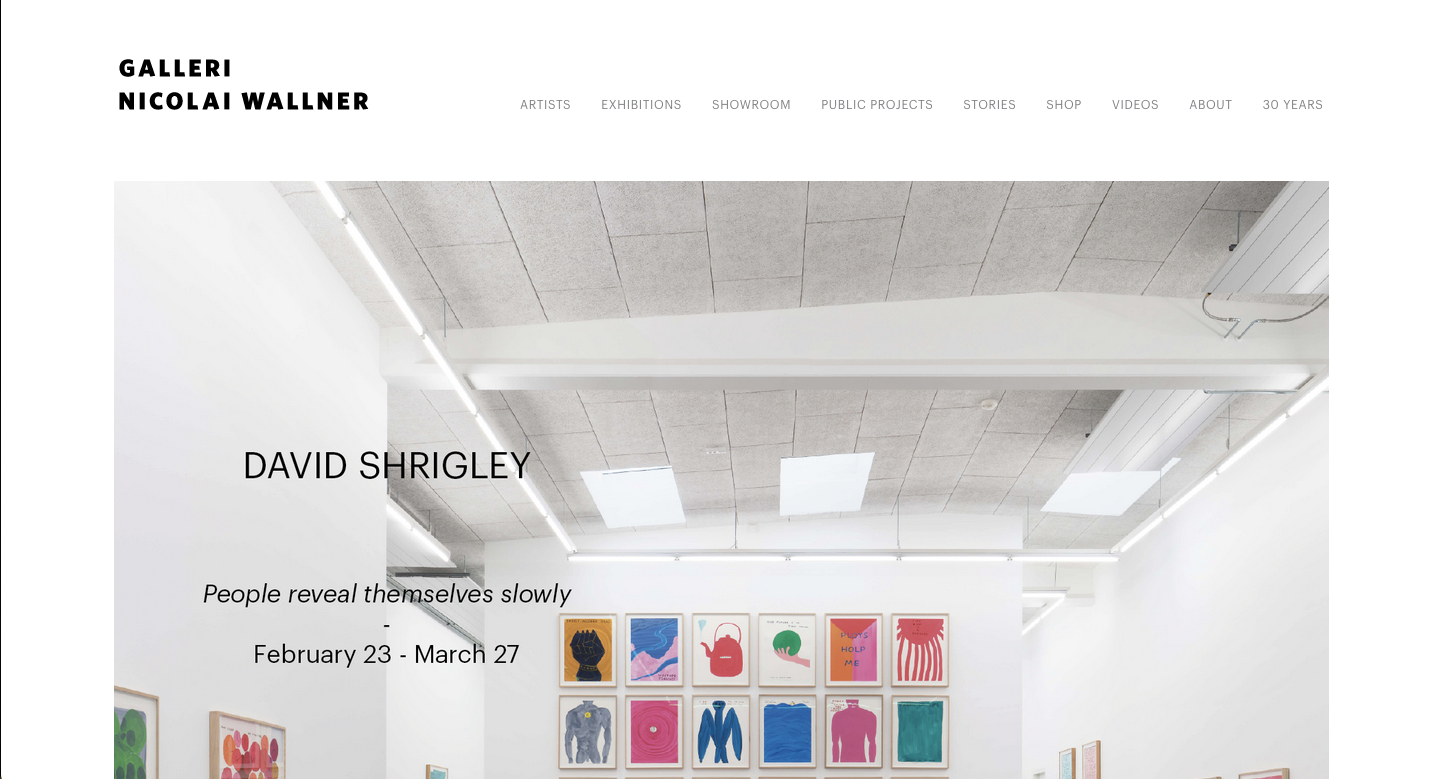 GALLERI
NICOLAI WALLNER
ARTISTS EXHIBITIONS SHOWROOM PUBLIC PROJECTS STORIES SHOP VIDEOS ABOUT 30 YEARS
DAVID SHRIGLEY
People reveal themselves slowly
-
February 23 - March 27
HOLP
ME